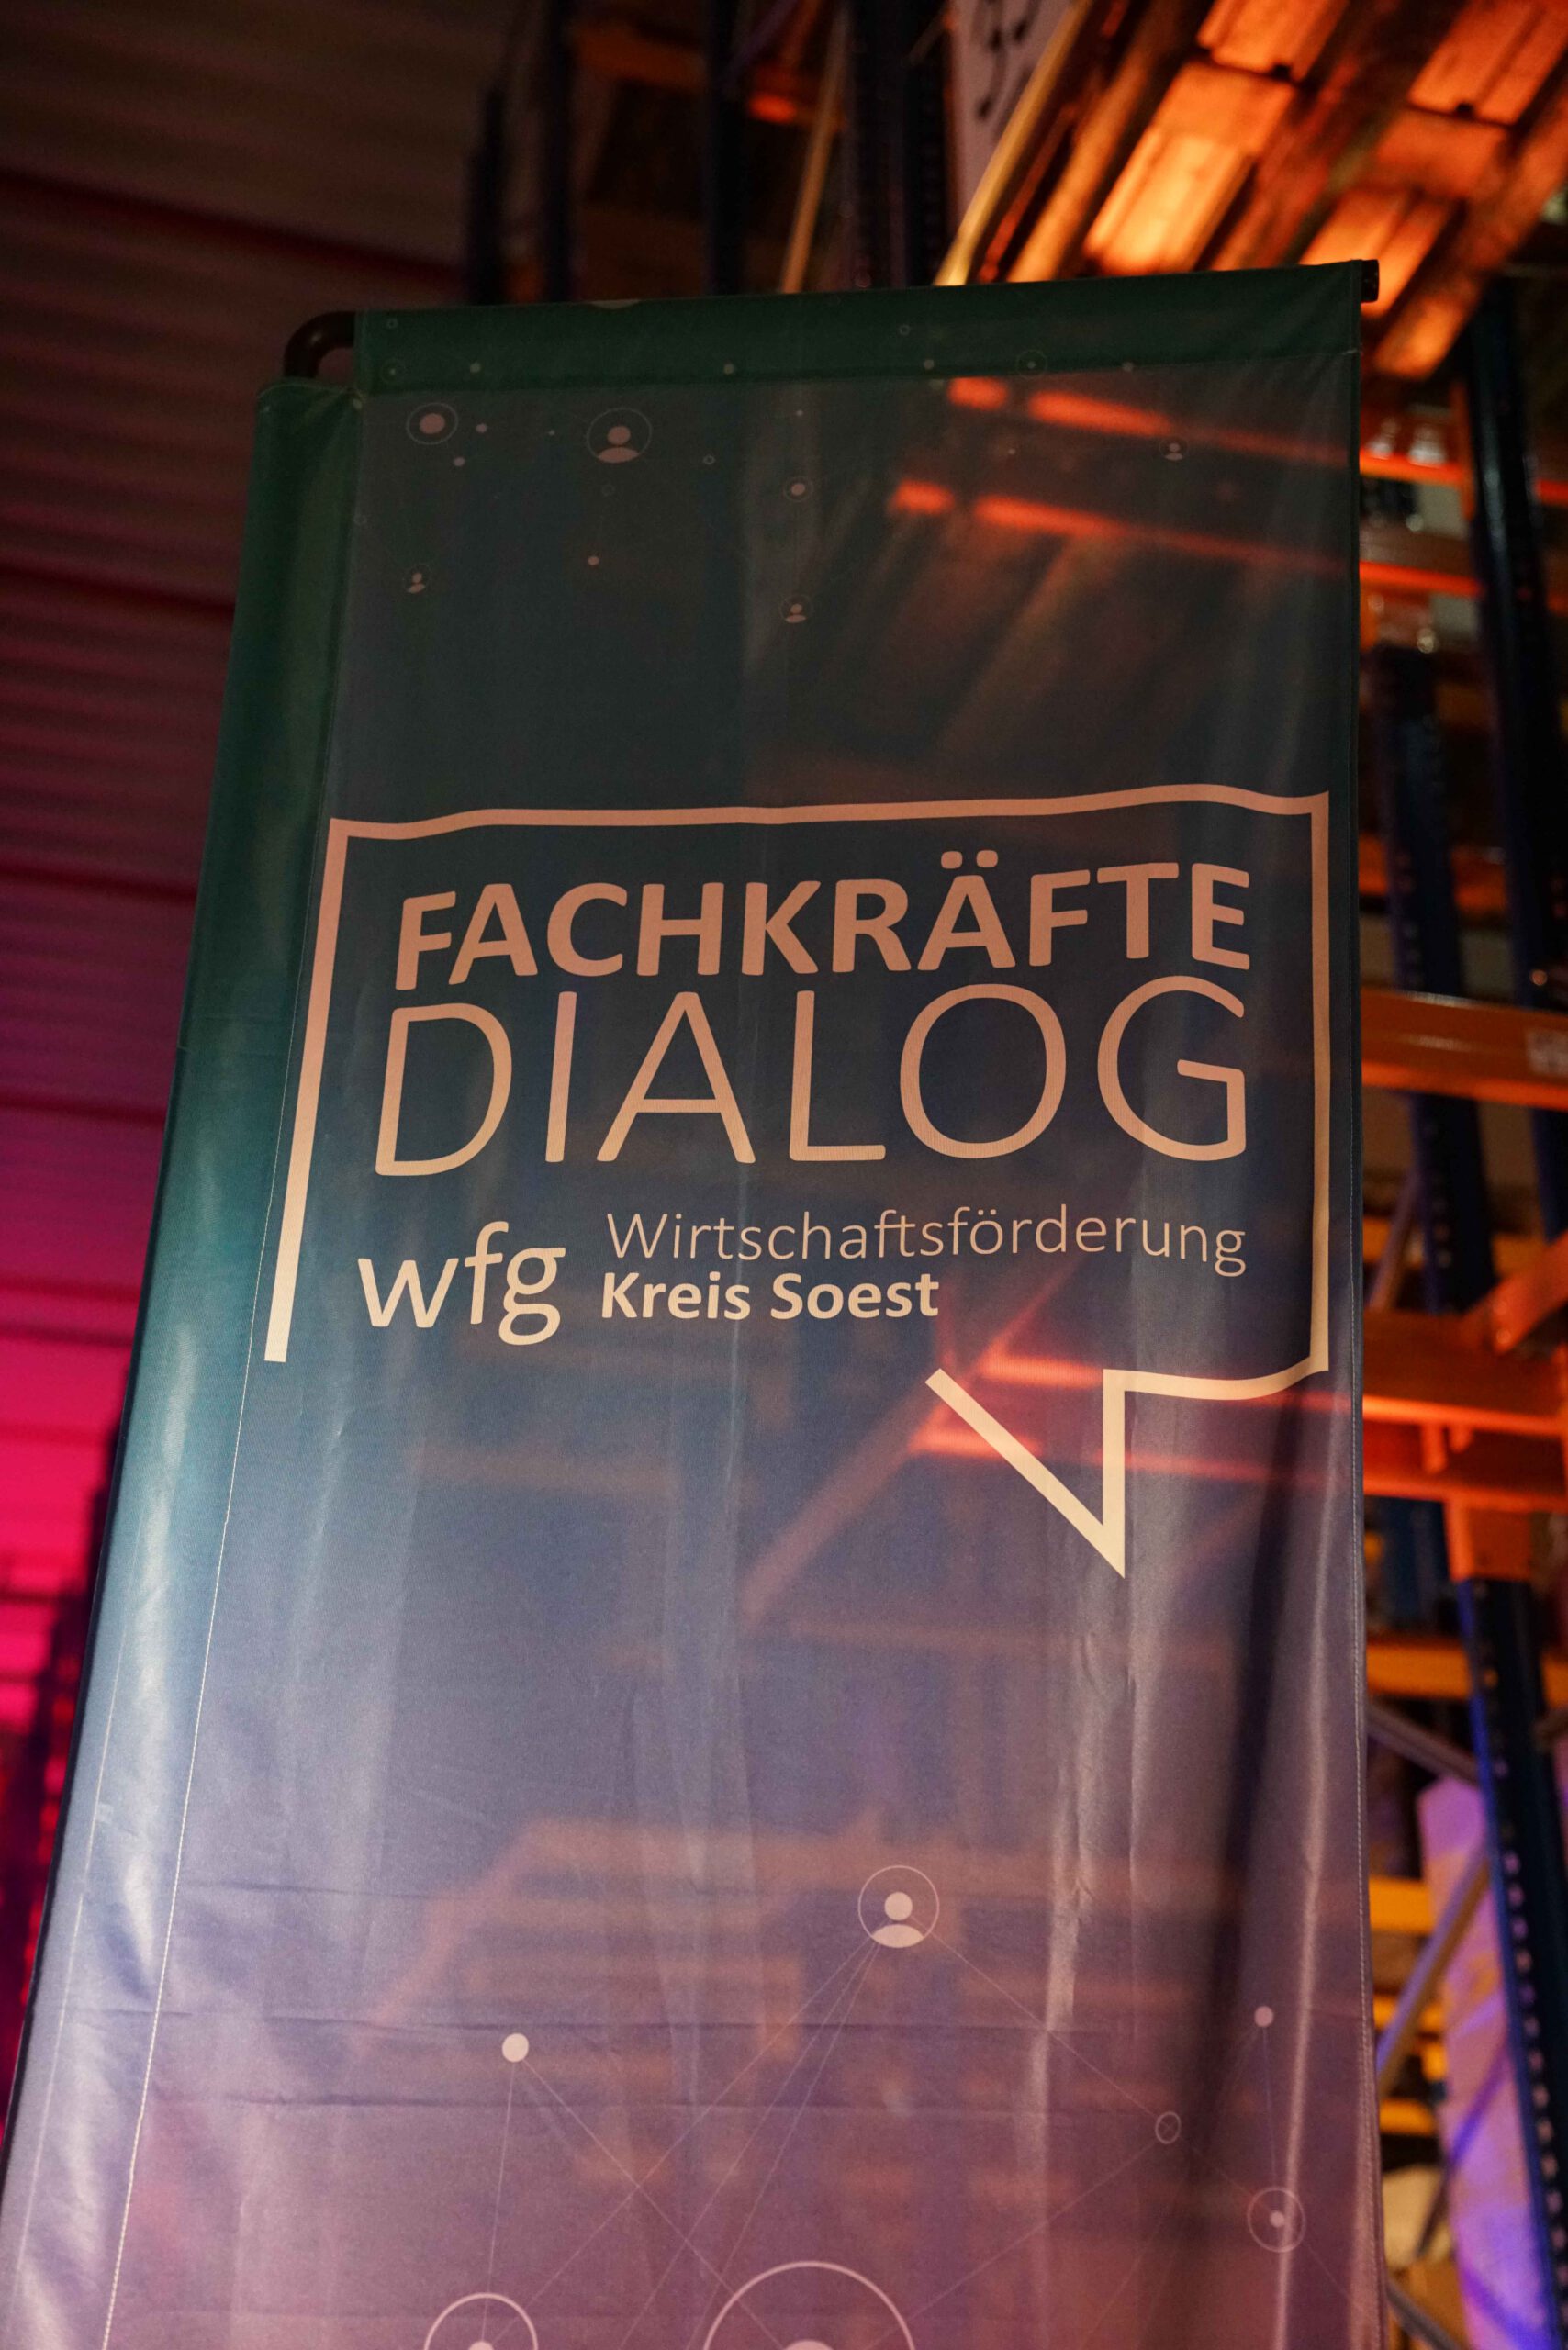 FACHKRÄFTE
DIALOG
wfg
Wirtschaftsförderung
Kreis Soest